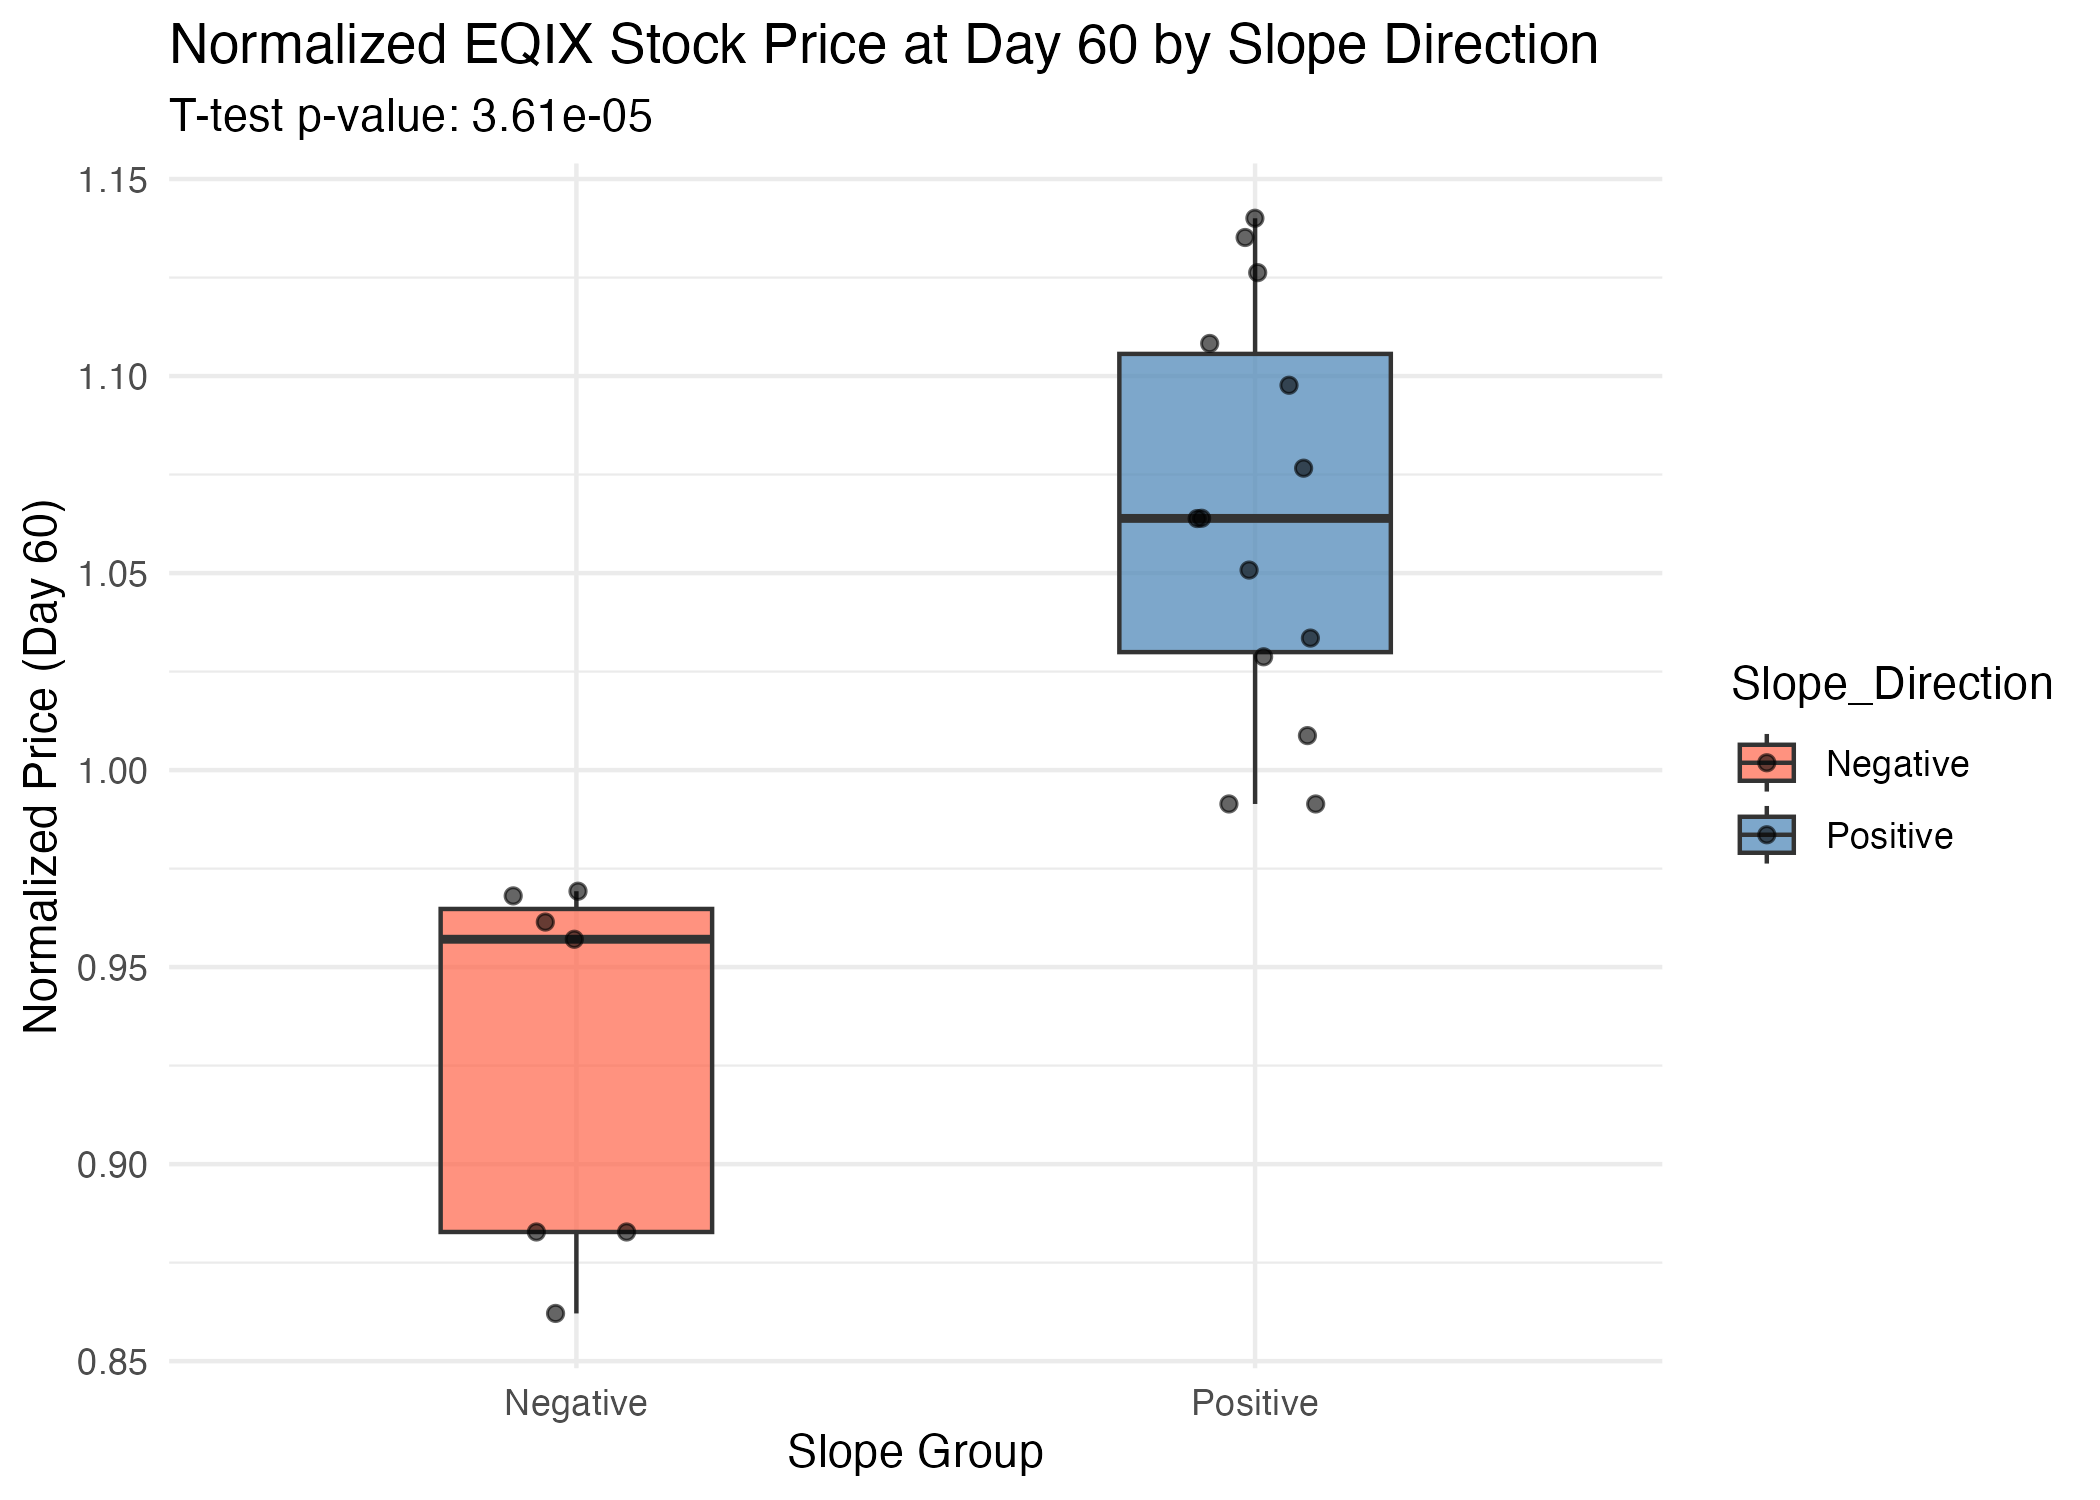 Normalized EQIX Stock Price at Day 60 by Slope Direction
T-test p-value: 3.61e-05
1.15
1.10
1.05
1.00
0.95
0.90
0.85
Normalized Price (Day 60)
Negative
Positive
Slope Group
Slope_Direction
Negative
Positive